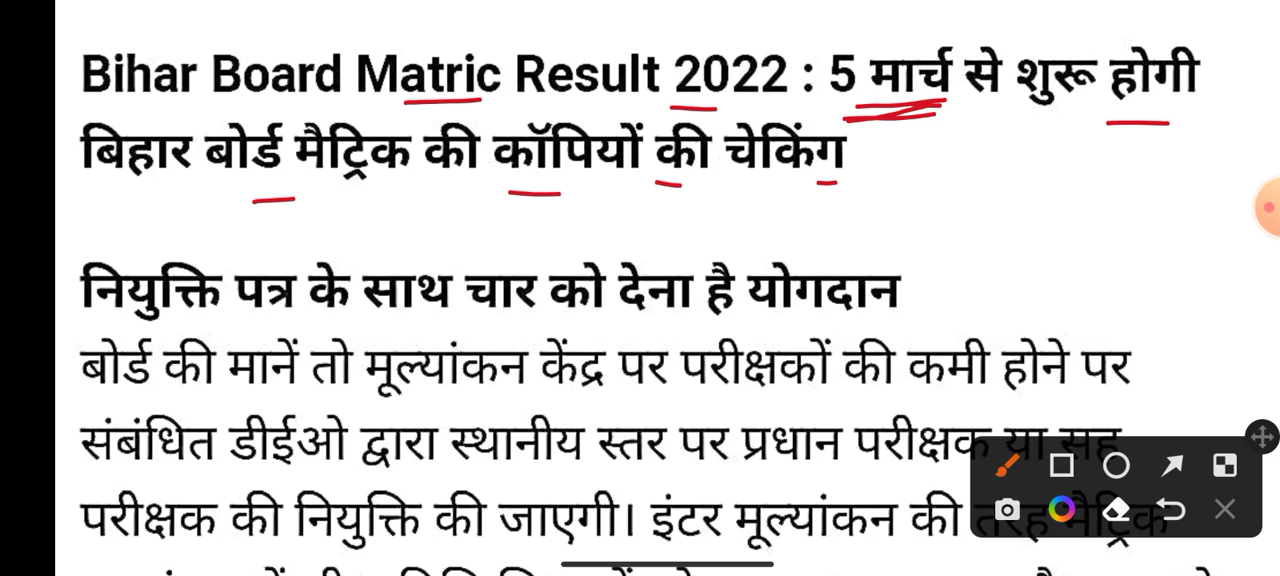 Bihar Board Matric Result 2022 : 5 मार्च से शुरू होगी
बिहार बोर्ड मैट्रिक की कॉपियों की चेकिंग
नियुक्ति पत्र के साथ चार को देना है योगदान
बोर्ड की मानें तो मूल्यांकन केंद्र पर परीक्षकों की कमी होने पर
संबंधित डीईओ द्वारा स्थानीय स्तर पर प्रधान परीक्षक या सह
परीक्षक की नियुक्ति की जाएगी। इंटर मूल्यांकन की तरह मैट्रिक